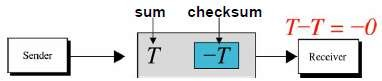 sum checksum
T–T = –0
Sender T –T Receiver